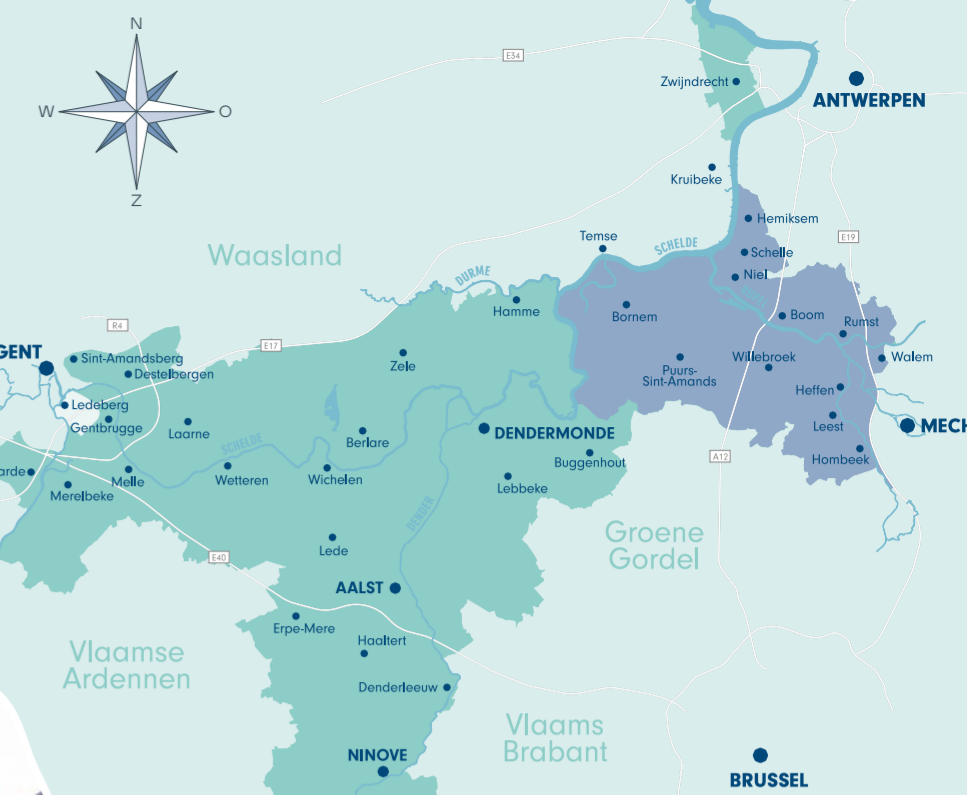 N
W
O
Z
E34
Zwijndrecht
ANTWERPEN
Kruibeke
Hemiksem
Temse
SCHELDE
E19
Schelle
Waasland
Niel
DURME
Hamme
Bornem
RUPEL
Boom
Rumst
R4
E17
GENT
Sint-Amandsberg
Zele
Willebroek
Walem
Destelbergen
Puurs-
Sint-Amands
Heffen
Ledeberg
Gentbrugge
Laarne
Leest
MECH
SCHELDE
Berlare
DENDERMONDE
Hombeek
A12
arde
Buggenhout
Melle
Wetteren
Wichelen
Lebbeke
Merelbeke
DENDER
Groene
Gordel
Lede
E40
AALST
Erpe-Mere
Haaltert
Vlaamse
Ardennen
Denderleeuw
Vlaams
Brabant
NINOVE
BRUSSEL